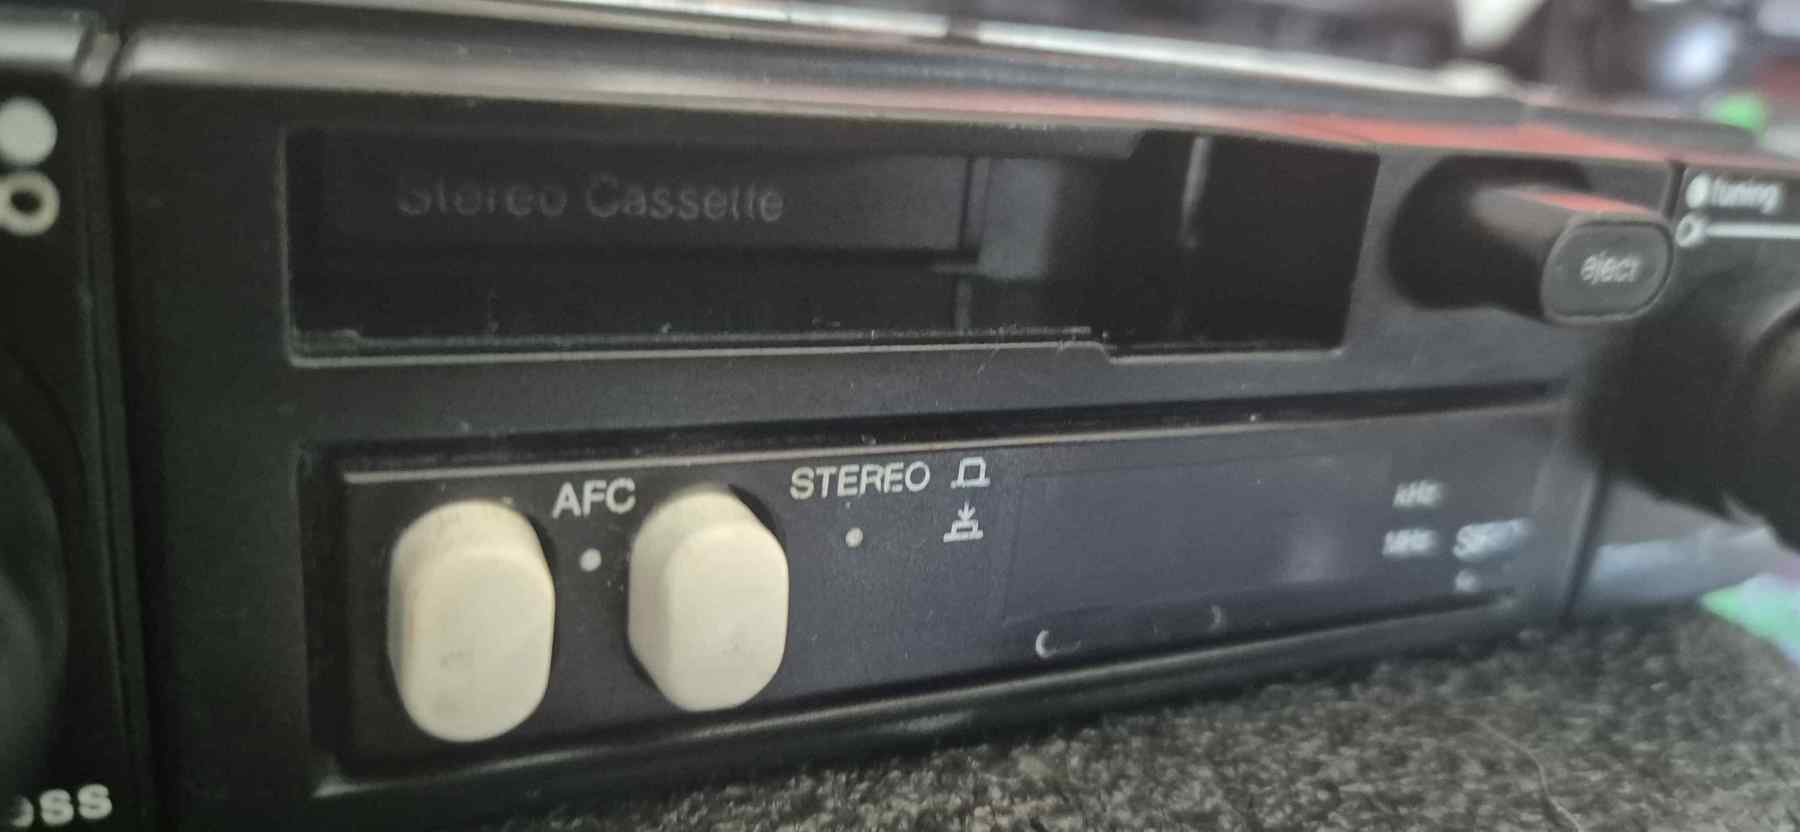 Stereo Cassette
eject
tuning
AFC
STEREO
kHz
MHz